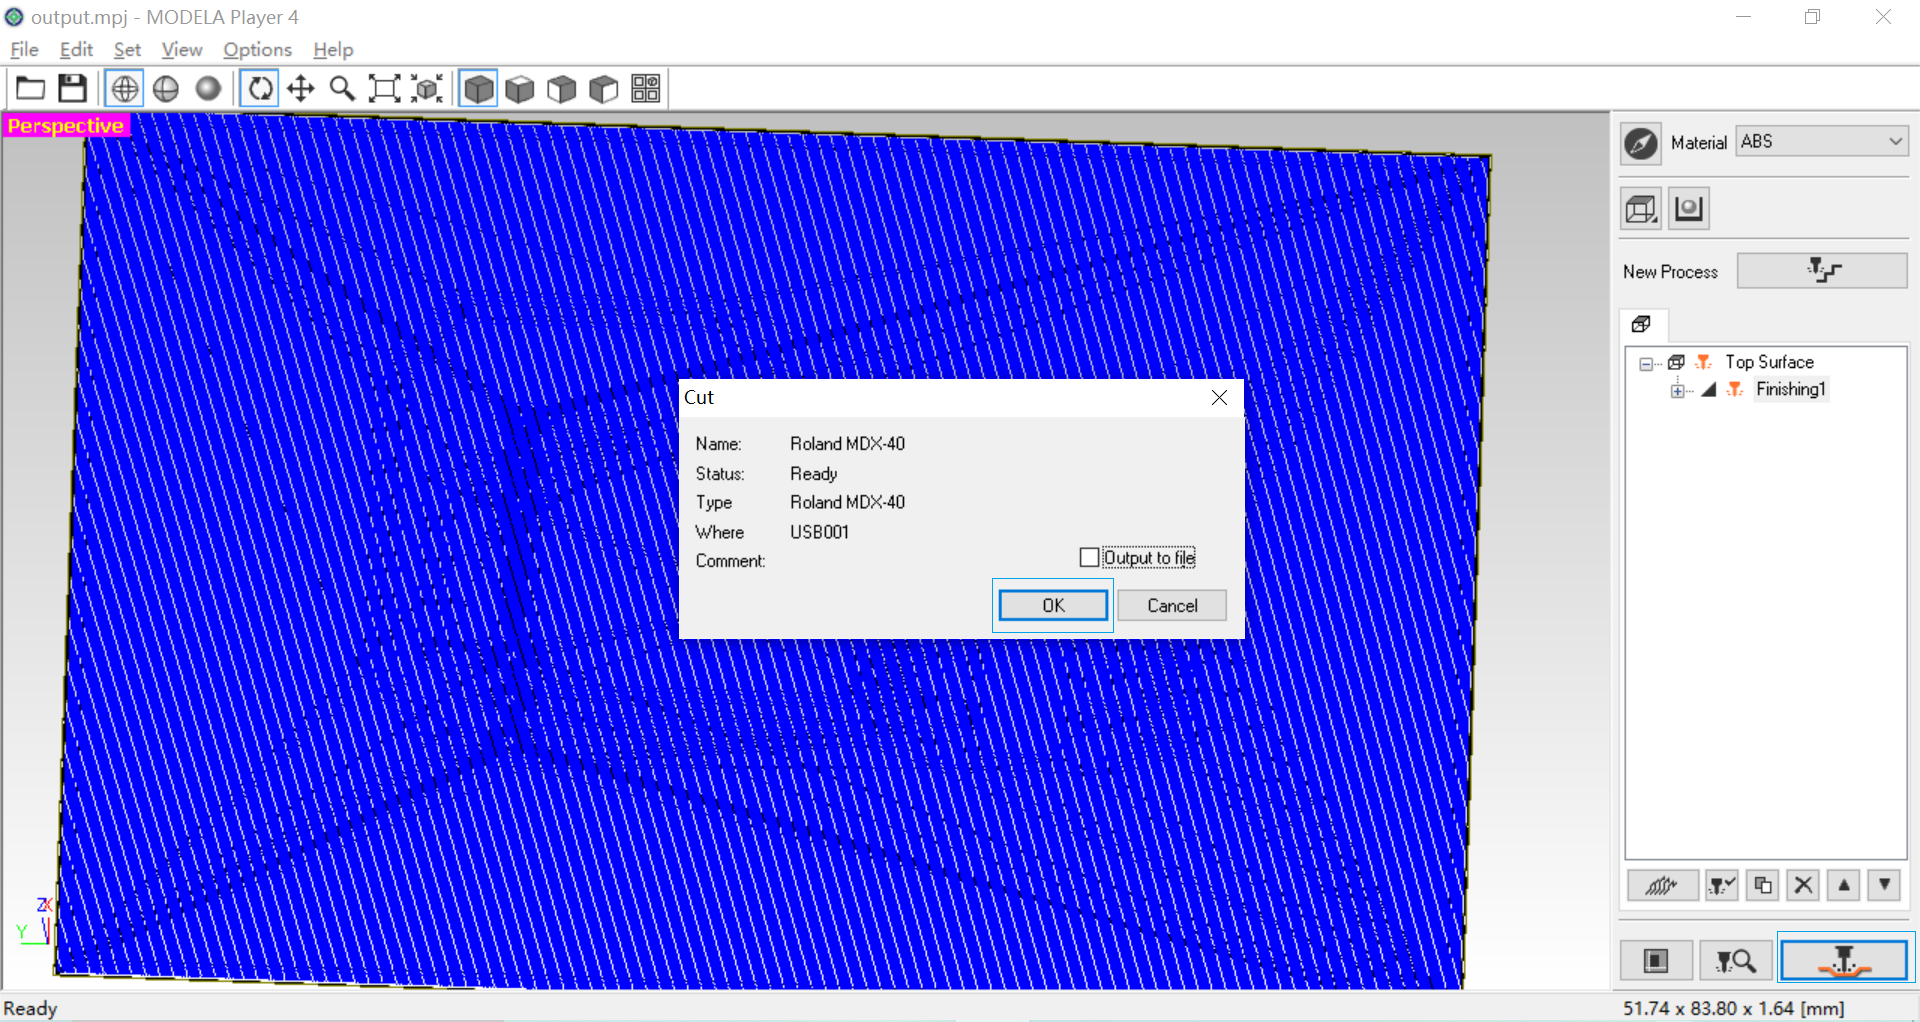 output.mpj - MODELA Player 4
File Edit Set View Options Help
Perspective
Material ABS
New Process
Top Surface
Finishing1
Cut
Name: Roland MDX-40
Status: Ready
Type Roland MDX-40
Where USB001
Comment:
Output to file
OK Cancel
Z X
Y
Ready 51.74 x 83.80 x 1.64 [mm]